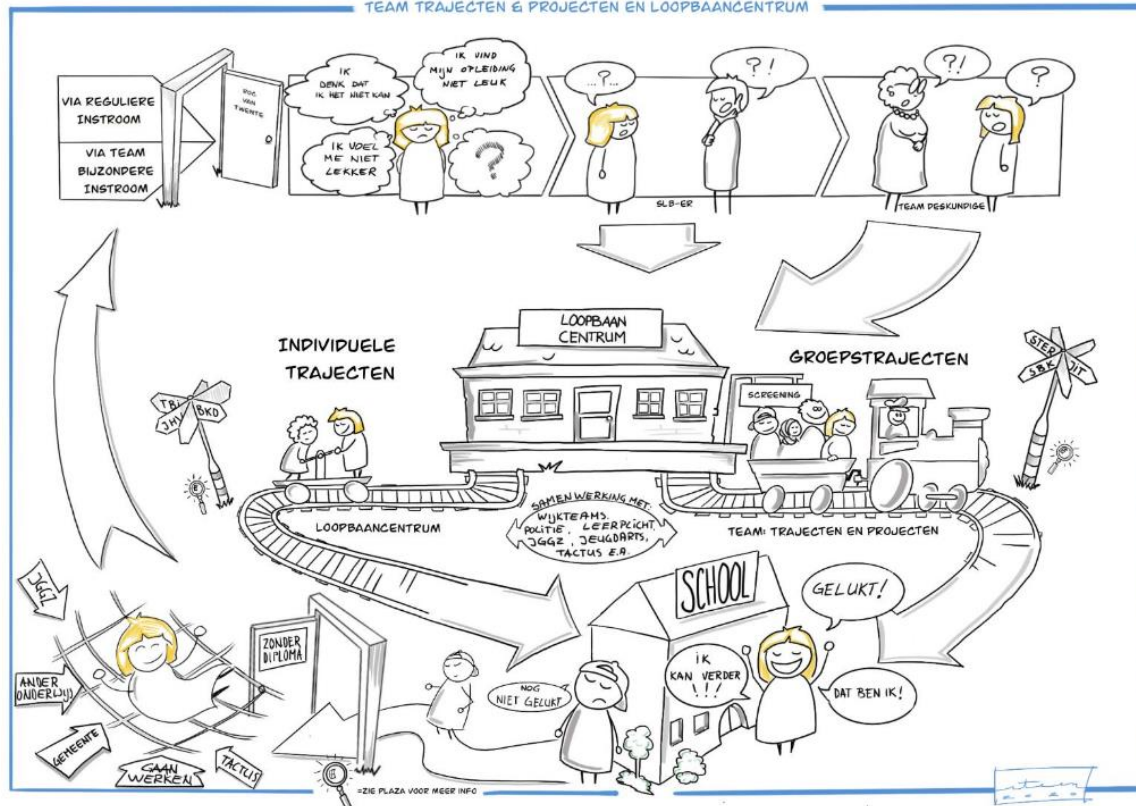 TEAM TRAJECTEN & PROJECTEN EN LOOPBAANCENTRUM
VIA REGULIERE
INSTROOM
VIA TEAM
BIJZONDERE
INSTROOM
ROC
VAN
TWENTE
IK
DENK DAT
IK HET NIET KAN
IK VIND
MIJN OPLEIDING
NIET LEUK
IK VOEL
ME NIET
LEKKER
?
...?...
?!
SLB-ER
?!
?
TEAM DESKUNDIGE
INDIVIDUELE
TRAJECTEN
LOOPBAAN
CENTRUM
GROEPSTRAJECTEN
SCREENING
STER
SBK
TBI
JHV
BKD
LOOPBAANCENTRUM
SAMENWERKING MET:
WIJKTEAMS,
POLITIE, LEERPLICHT,
JGGZ, JEUGDARTS,
TACTUS E.A.
TEAM: TRAJECTEN EN PROJECTEN
SCHOOL
GELUKT!
IK
KAN VERDER
!!!
DAT BEN IK!
NOG
NIET GELUKT
ZONDER
DIPLOMA
JGGZ
ANDER
ONDERWIJS
GEMEENTE
GAAN
WERKEN
TACTUS
=ZIE PLAZA VOOR MEER INFO